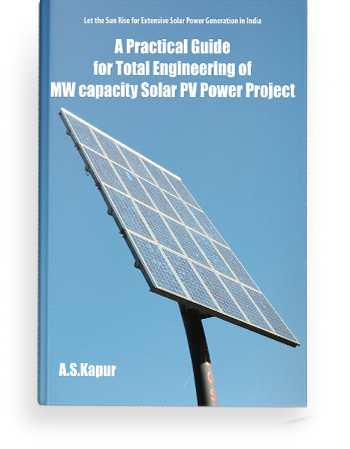 Let the Sun Rise for Extensive Solar Power Generation in India
A Practical Guide
for Total Engineering of
MW capacity Solar PV Power Project
A.S.Kapur